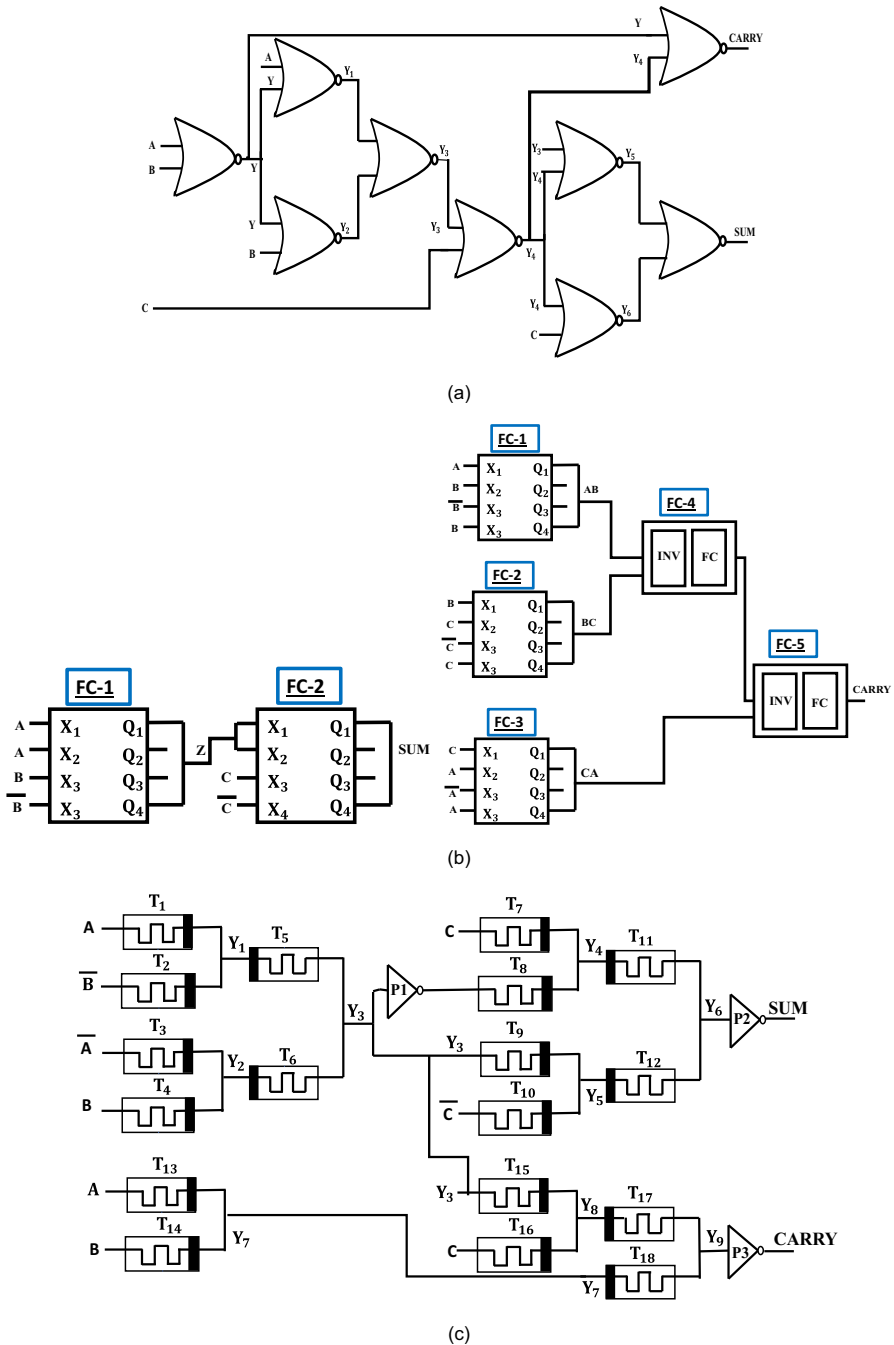 Y
CARRY
A
Y₁
Y₄
Y
A
B
Y
Y₃
Y₃
Y₅
Y₄
Y
Y₂
B
Y₃
Y₄
SUM
C
Y₄
Y₆
C
(a)
FC-1
A X₁ Q₁
B X₂ Q₂ AB
B̅ X₃ Q₃
B X₃ Q₄
FC-4
INV FC
FC-2
B X₁ Q₁
C X₂ Q₂ BC
C̅ X₃ Q₃
C X₃ Q₄
FC-5
INV FC
CARRY
FC-1
A X₁ Q₁
A X₂ Q₂
B X₃ Q₃
B̅ X₃ Q₄
Z
FC-2
X₁ Q₁
X₂ Q₂
C X₃ Q₃
C̅ X₄ Q₄
SUM
FC-3
C X₁ Q₁
A X₂ Q₂
A̅ X₃ Q₃
A X₃ Q₄
CA
(b)
T₁
A
T₂
B̅
Y₁
T₅
T₃
A̅
T₄
B
Y₂
T₆
Y₃
P1
T₇
C
T₈
Y₄
T₁₁
Y₃
T₉
T₁₀
C̅
Y₅
T₁₂
Y₆
P2
SUM
T₁₃
A
T₁₄
B
Y₇
T₁₅
Y₃
T₁₆
C
Y₈
T₁₇
T₁₈
Y₇
Y₉
P3
CARRY
(c)